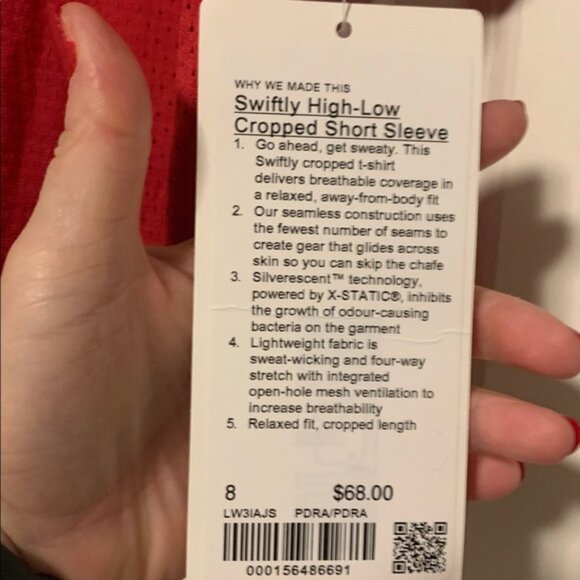 WHY WE MADE THIS
Swiftly High-Low
Cropped Short Sleeve
1. Go ahead, get sweaty. This
Swiftly cropped t-shirt
delivers breathable coverage in
a relaxed, away-from-body fit
2. Our seamless construction uses
the fewest number of seams to
create gear that glides across
skin so you can skip the chafe
3. Silverescent™ technology,
powered by X-STATIC®, inhibits
the growth of odour-causing
bacteria on the garment
4. Lightweight fabric is
sweat-wicking and four-way
stretch with integrated
open-hole mesh ventilation to
increase breathability
5. Relaxed fit, cropped length
8 $68.00
LW3IAJS PDRA/PDRA
000156486691